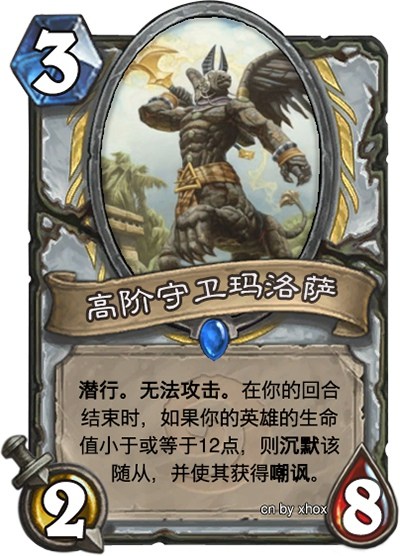 3
高阶守卫玛洛萨
潜行。无法攻击。在你的回合
结束时，如果你的英雄的生命
值小于或等于12点，则沉默该
随从，并使其获得嘲讽。
cn by xhox
2
8